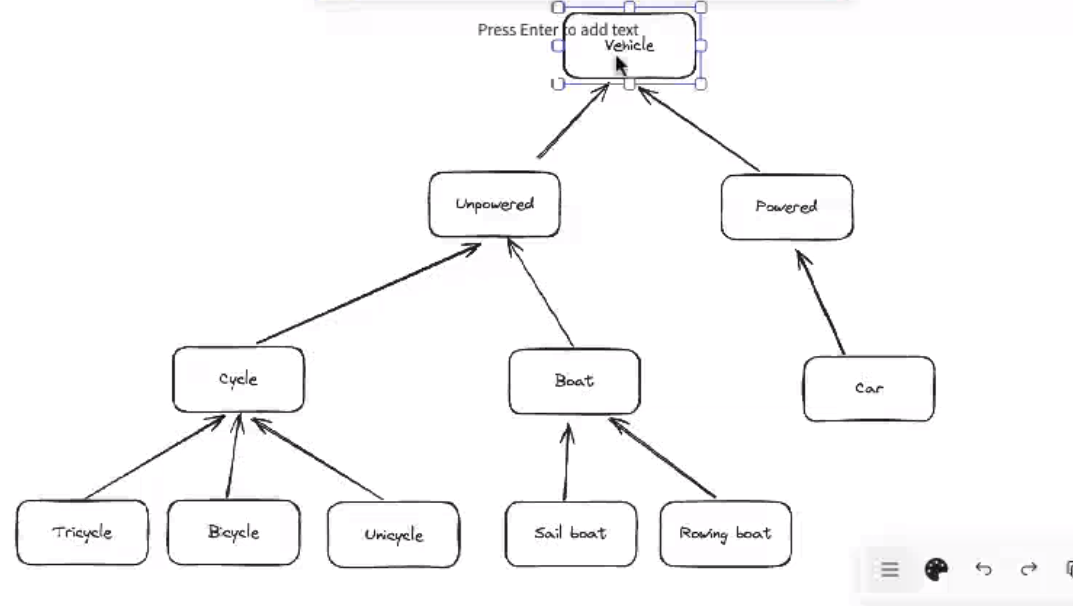 Press Enter to add text
Vehicle
Unpowered
Powered
Cycle
Boat
Car
Tricycle
Bicycle
Unicycle
Sail boat
Rowing boat